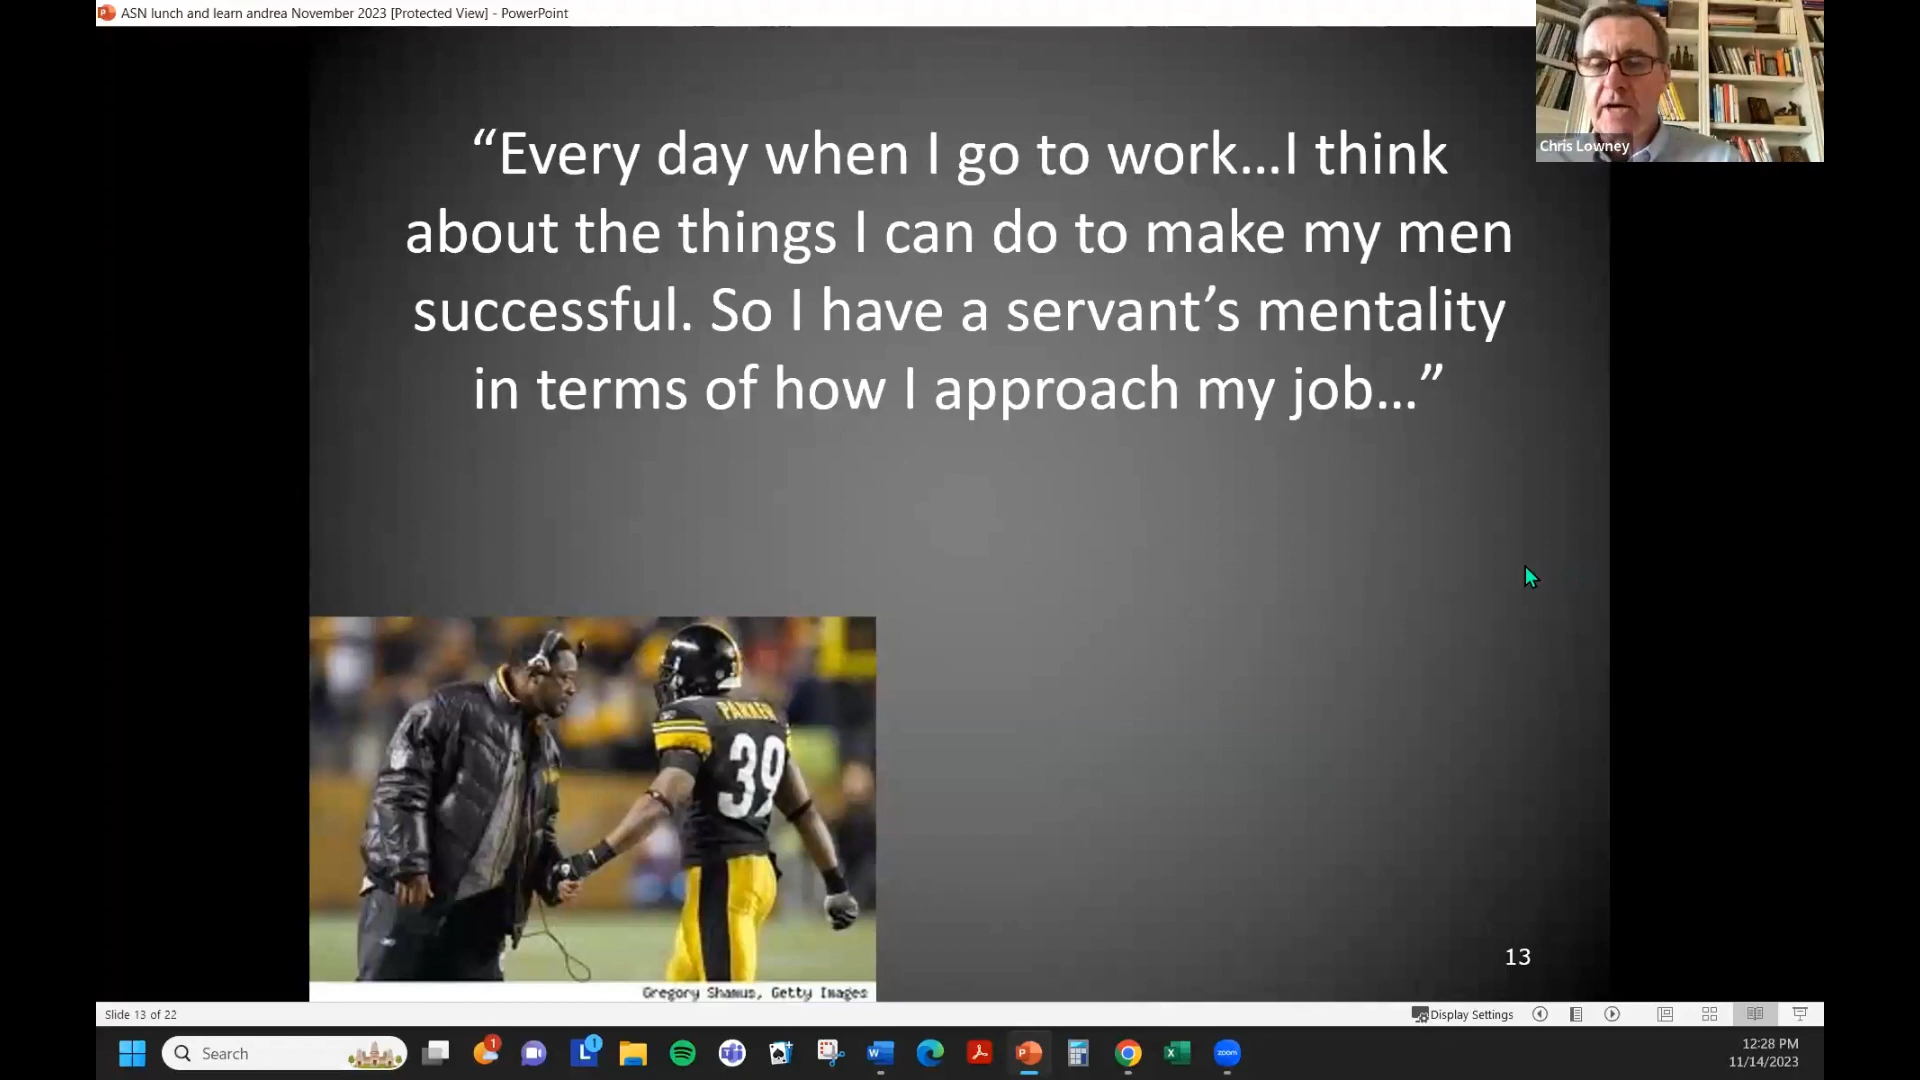 ASN lunch and learn andrea November 2023 [Protected View] - PowerPoint
Chris Lowney
“Every day when I go to work...I think
about the things I can do to make my men
successful. So I have a servant’s mentality
in terms of how I approach my job...”
PARKER
39
Gregory Shamus, Getty Images
13
Slide 13 of 22
Display Settings
Search
1
L
1
W
P
X
zoom
12:28 PM
11/14/2023